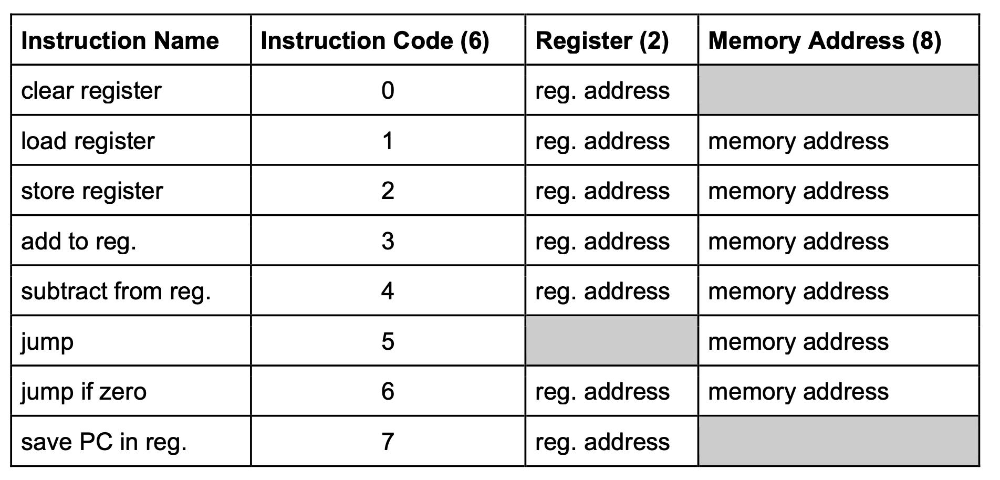 Instruction Name Instruction Code (6) Register (2) Memory Address (8)
clear register 0 reg. address
load register 1 reg. address memory address
store register 2 reg. address memory address
add to reg. 3 reg. address memory address
subtract from reg. 4 reg. address memory address
jump 5 memory address
jump if zero 6 reg. address memory address
save PC in reg. 7 reg. address